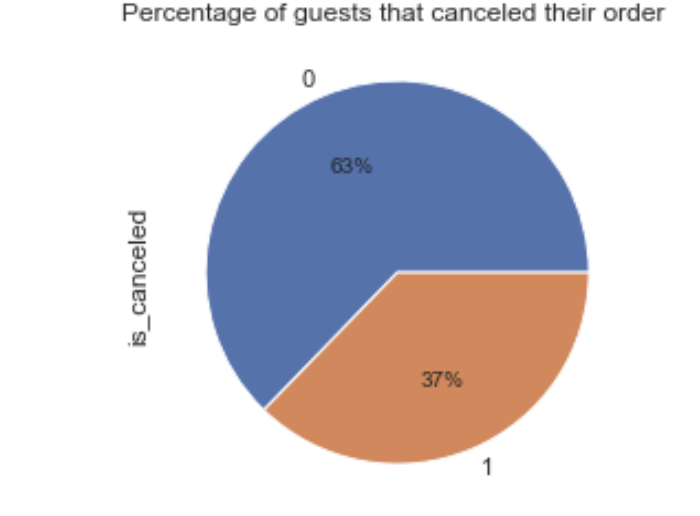 Percentage of guests that canceled their order
0
63%
is_canceled
37%
1